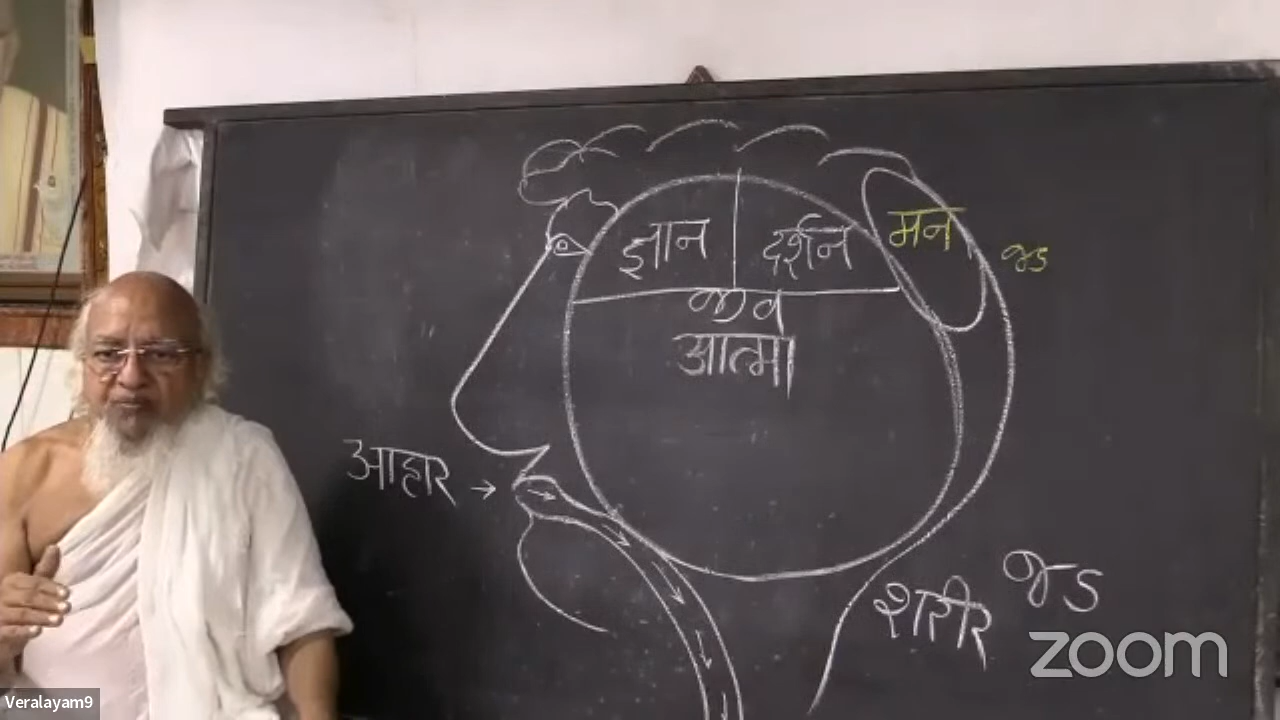 ज्ञान दर्शन मन
जड
जीव
आत्मा
आहार →
शरीर जड
zoom
Veralayam9